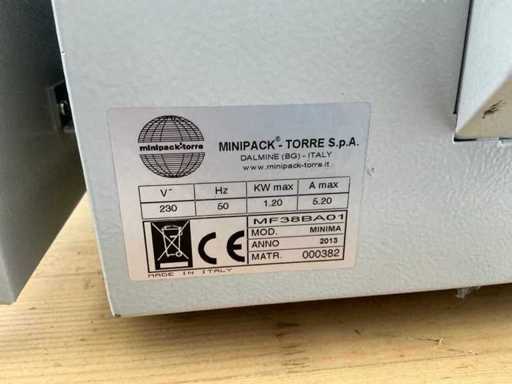 minipack-torre
MINIPACK® - TORRE S.p.A.
DALMINE (BG) - ITALY
www.minipack-torre.it
V~ Hz KW max A max
230 50 1.20 5.20
MF38BA01
MOD. MINIMA
ANNO 2013
MATR. 000382
CE
MADE IN ITALY